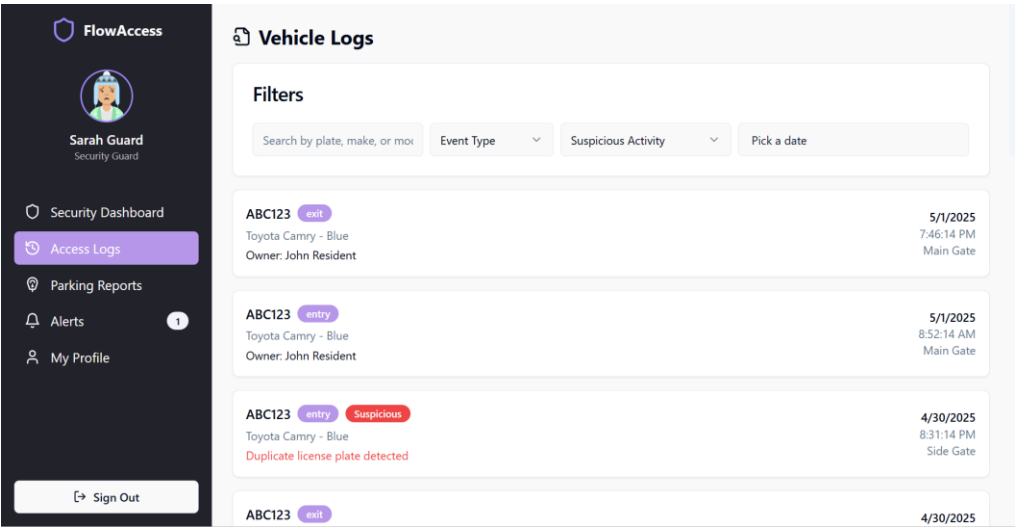 FlowAccess
Sarah Guard
Security Guard
Security Dashboard
Access Logs
Parking Reports
Alerts 1
My Profile
Sign Out
Vehicle Logs
Filters
Search by plate, make, or mo
Event Type
Suspicious Activity
Pick a date
ABC123 exit
5/1/2025
Toyota Camry - Blue
7:46:14 PM
Owner: John Resident
Main Gate
ABC123 entry
5/1/2025
Toyota Camry - Blue
8:52:14 AM
Owner: John Resident
Main Gate
ABC123 entry Suspicious
4/30/2025
Toyota Camry - Blue
8:31:14 PM
Duplicate license plate detected
Side Gate
ABC123 exit
4/30/2025